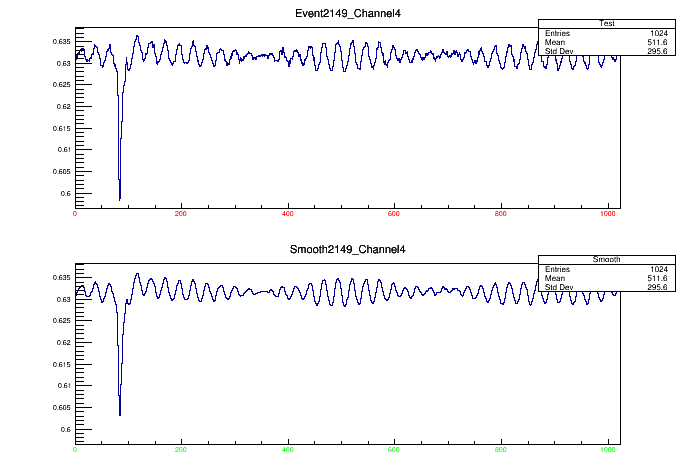 Event2149_Channel4
Test
Entries 1024
Mean 511.6
Std Dev 295.6
0.635
0.63
0.625
0.62
0.615
0.61
0.605
0.6
0 200 400 600 800 1000
Smooth2149_Channel4
Smooth
Entries 1024
Mean 511.6
Std Dev 295.6
0.635
0.63
0.625
0.62
0.615
0.61
0.605
0.6
0 200 400 600 800 1000